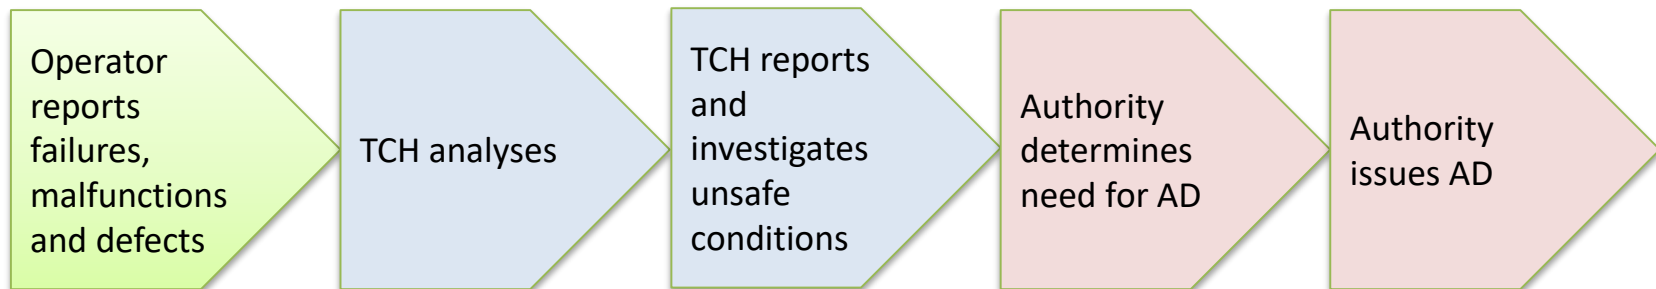 Operator
reports
failures,
malfunctions
and defects
TCH analyses
TCH reports
and
investigates
unsafe
conditions
Authority
determines
need for AD
Authority
issues AD